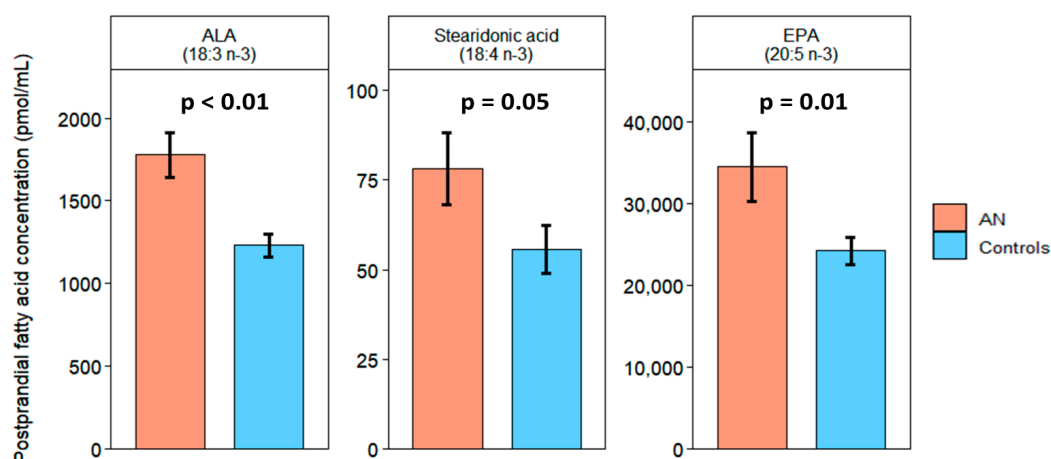 Postprandial fatty acid concentration (pmol/mL)
ALA
(18:3 n-3)
p < 0.01
2000
1500
1000
500
0
Stearidonic acid
(18:4 n-3)
p = 0.05
100
75
50
25
0
EPA
(20:5 n-3)
p = 0.01
40,000
30,000
20,000
10,000
0
AN
Controls